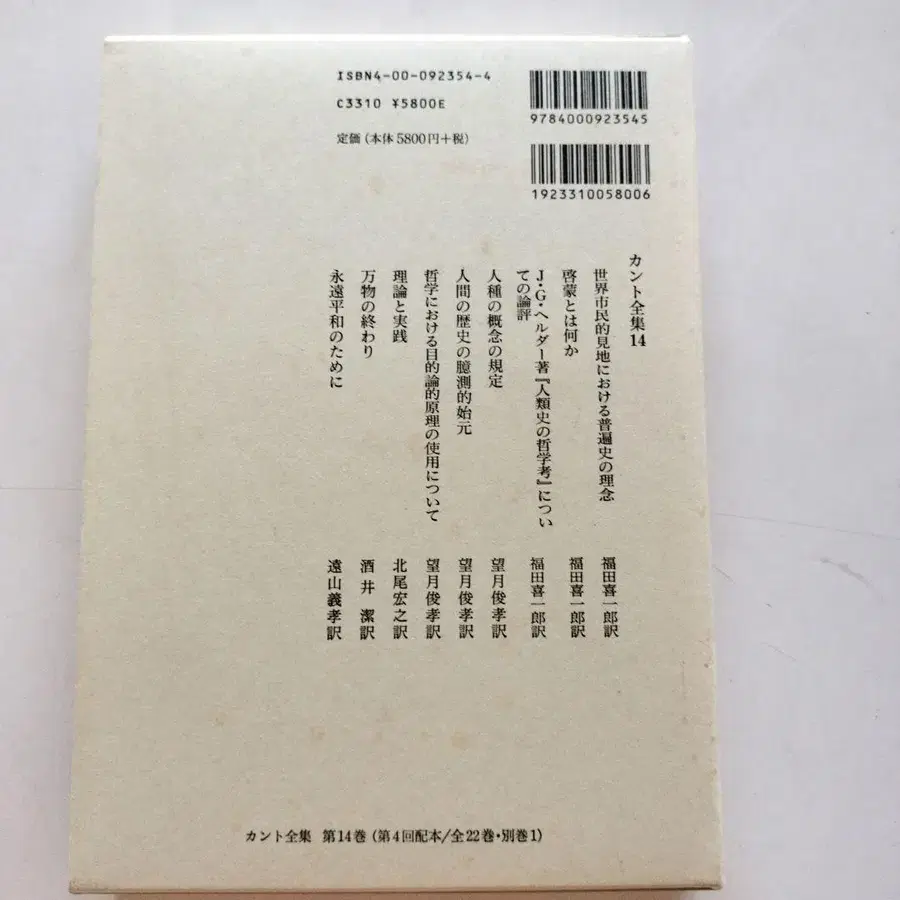 ISBN4-00-092354-4
C3310 ¥5800E
定価(本体5800円+税)
9784000923545
1923310058006
カント全集14
世界市民的見地における普遍史の理念 福田喜一郎訳
啓蒙とは何か 福田喜一郎訳
J・G・ヘルダー著『人類史の哲学考』につい
ての論評 福田喜一郎訳
人種の概念の規定 望月俊孝訳
人間の歴史の臆測的始元 望月俊孝訳
哲学における目的論的原理の使用について 望月俊孝訳
理論と実践 北尾宏之訳
万物の終わり 酒井 潔訳
永遠平和のために 遠山義孝訳
カント全集 第14巻(第4回配本/全22巻・別巻1)